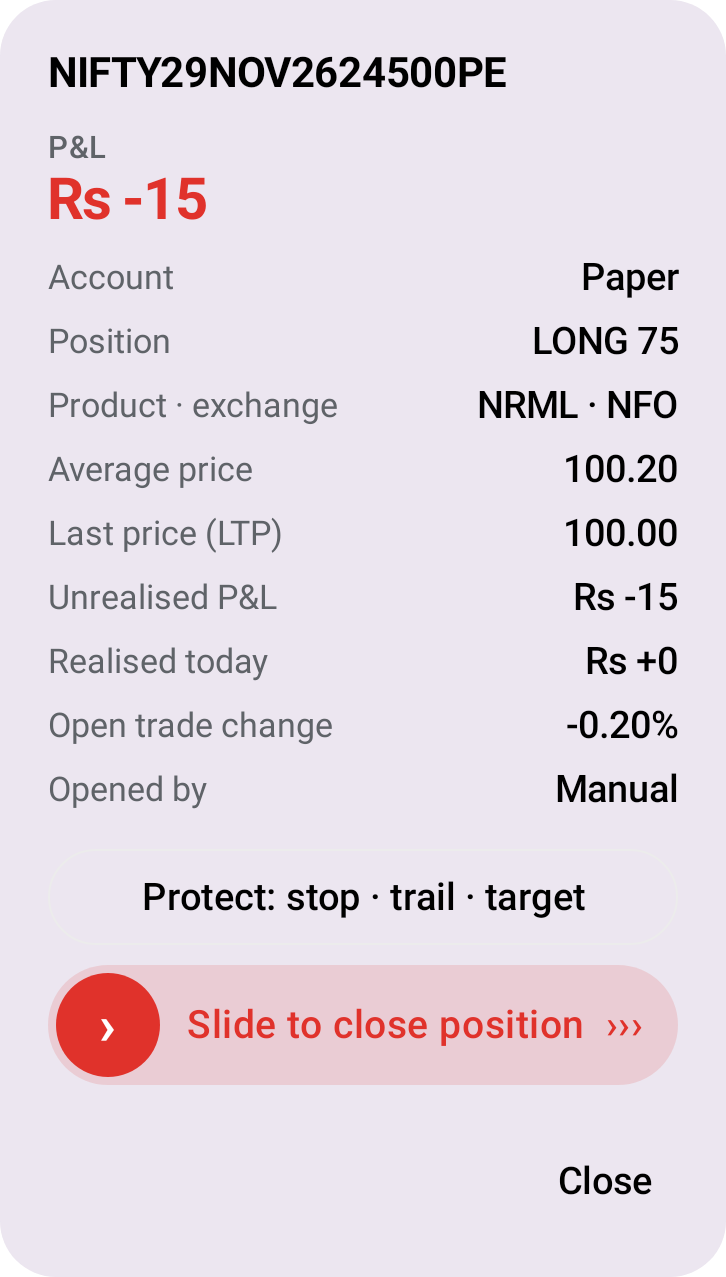 NIFTY29NOV2624500PE
P&L
Rs -15
Account Paper
Position LONG 75
Product · exchange NRML · NFO
Average price 100.20
Last price (LTP) 100.00
Unrealised P&L Rs -15
Realised today Rs +0
Open trade change -0.20%
Opened by Manual
Protect: stop · trail · target
› Slide to close position ›››
Close